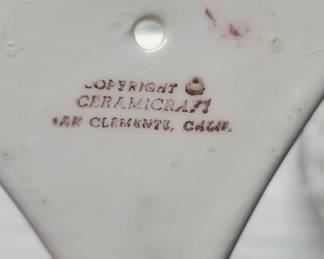 COPYRIGHT ©
CERAMICRAFT
SAN CLEMENTE, CALIF.